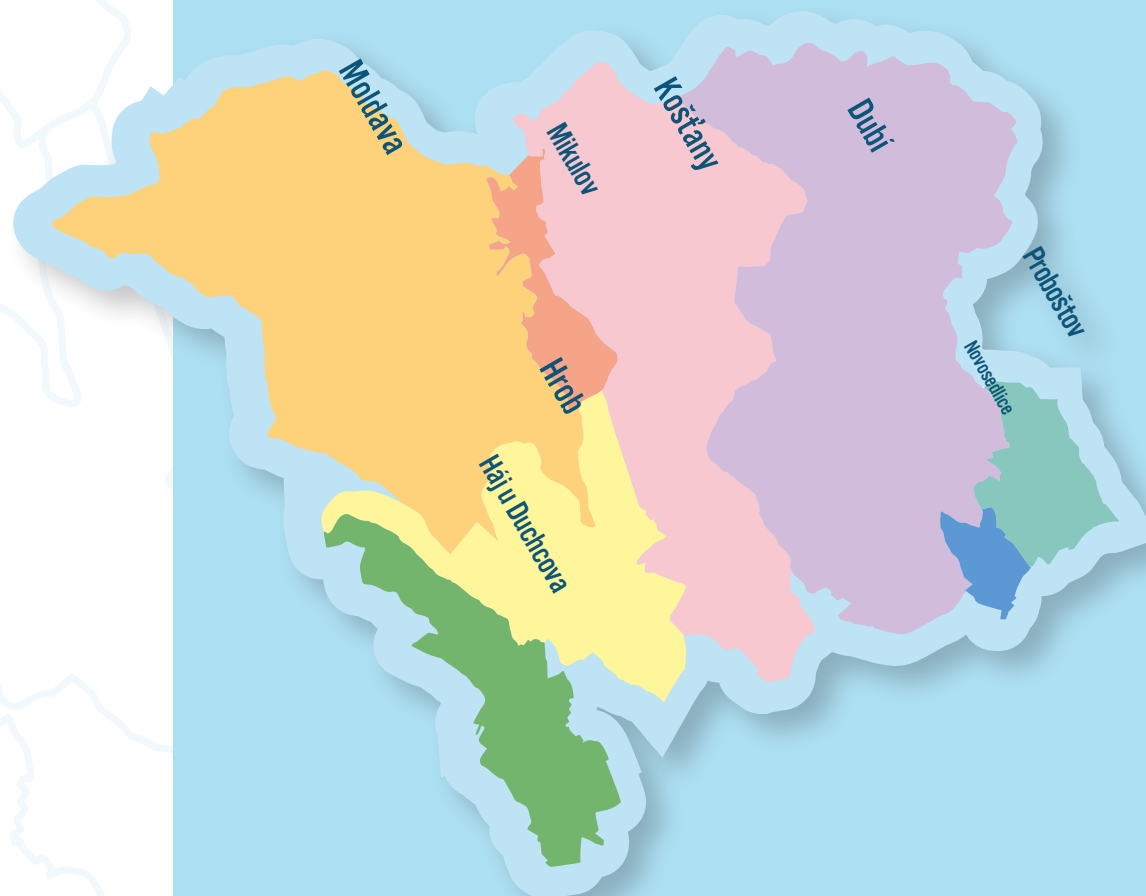 Moldava
Mikulov
Košťany
Dubí
Proboštov
Novosedlice
Hrob
Háj u Duchcova